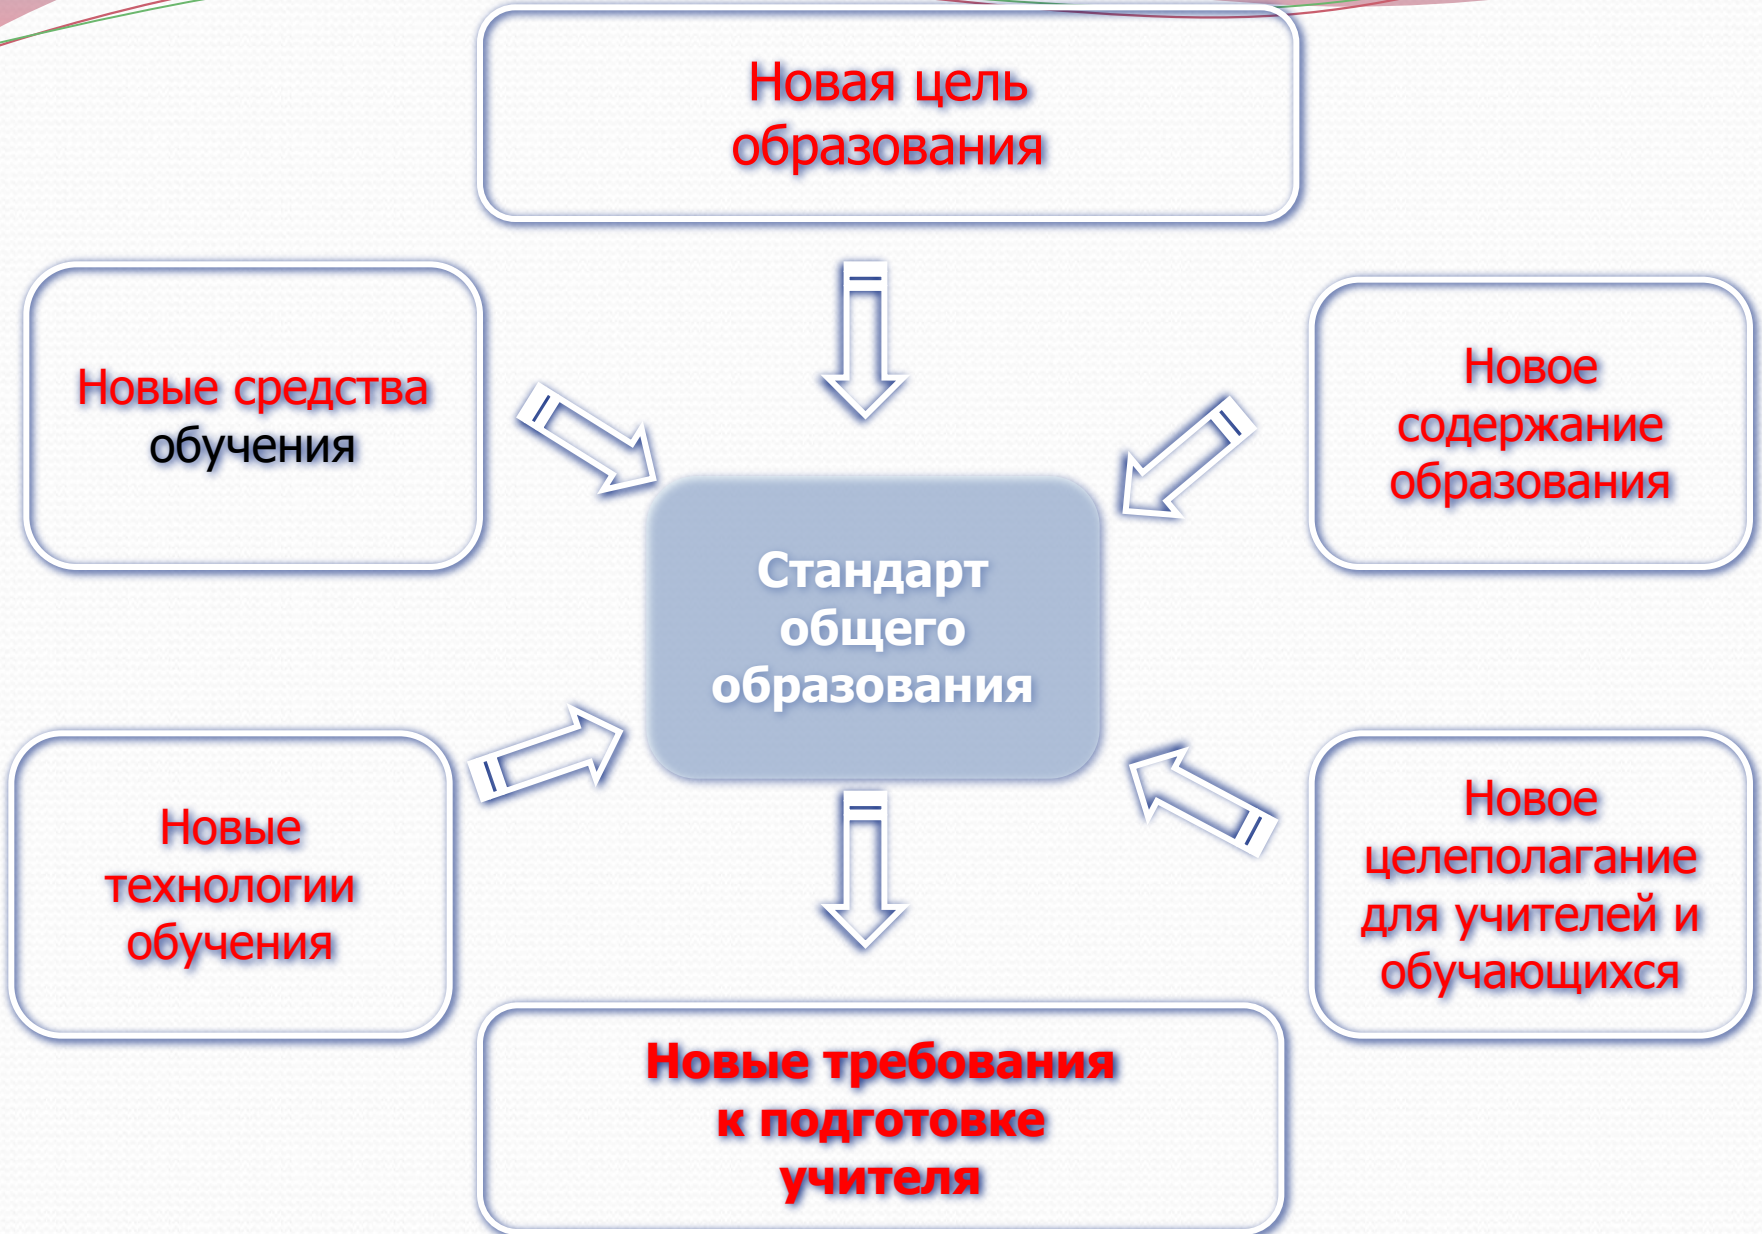 Новая цель
образования
Новые средства
обучения
Новое
содержание
образования
Стандарт
общего
образования
Новые
технологии
обучения
Новое
целеполагание
для учителей и
обучающихся
Новые требования
к подготовке
учителя